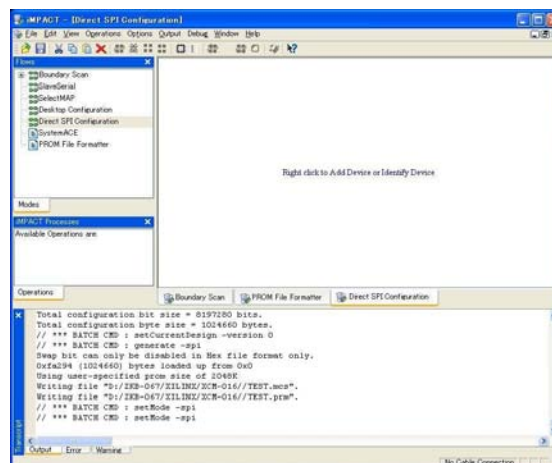 iMPACT - [Direct SPI Configuration]
File Edit View Operations Options Output Debug Window Help
Flows
Boundary Scan
SlaveSerial
SelectMAP
Desktop Configuration
Direct SPI Configuration
SystemACE
PROM File Formatter
Right click to Add Device or Identify Device
Modes
iMPACT Processes
Available Operations are
Operations
Boundary Scan PROM File Formatter Direct SPI Configuration
Total configuration bit size = 8197280 bits.
Total configuration byte size = 1024660 bytes.
// *** BATCH CMD : setCurrentDesign -version 0
// *** BATCH CMD : generate -spi
Swap bit can only be disabled in Hex file format only.
0xfa294 (1024660) bytes loaded up from 0x0
Using user-specified prom size of 2048K
Writing file "D:/ZKB-067/XILINX/XCM-016//TEST.mcs".
Writing file "D:/ZKB-067/XILINX/XCM-016//TEST.prm".
// *** BATCH CMD : setMode -spi
// *** BATCH CMD : setMode -spi
Transcript
Output Error Warning
No Cable Connection